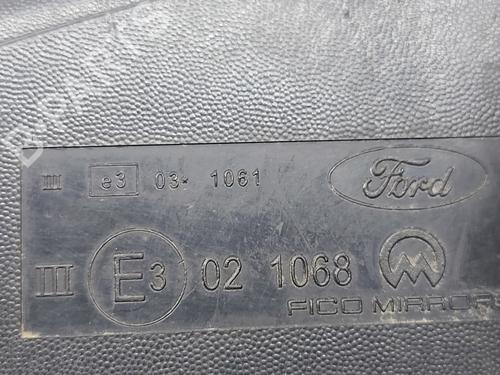 III e3 03* 1061 Ford
III E3 02 1068
FICO MIRROR